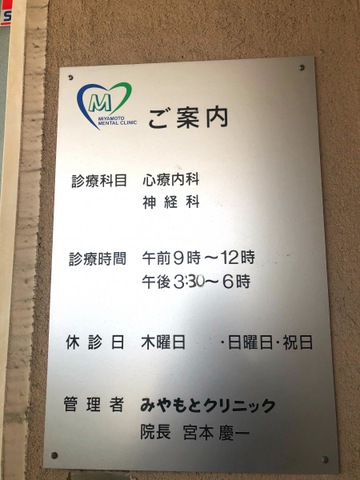 M
MIYAMOTO
MENTAL CLINIC
ご案内
診療科目 心療内科
神経科
診療時間 午前9時～12時
午後3:30～6時
休診日 木曜日 ・日曜日・祝日
管理者 みやもとクリニック
院長 宮本慶一